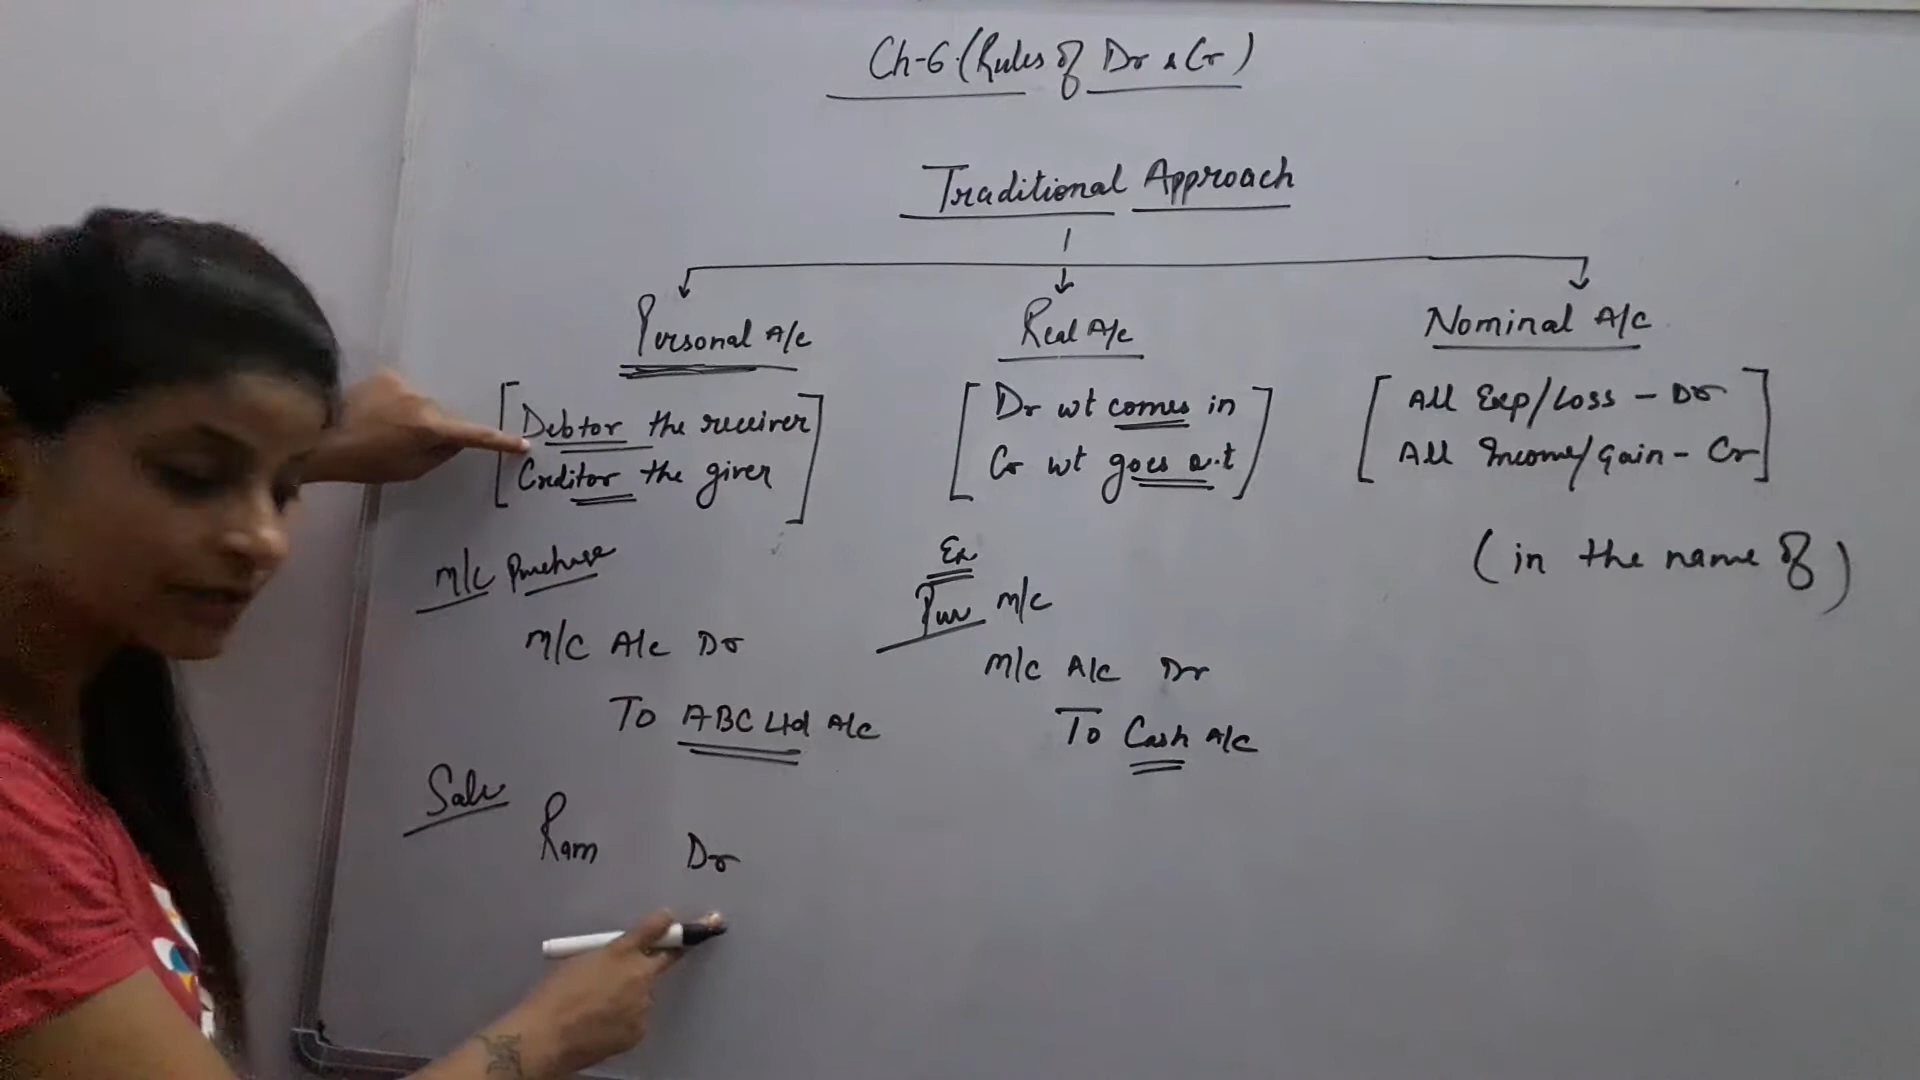 Ch-6 (Rules of Dr & Cr)
Traditional Approach
Personal A/c
Debtor the receiver
Creditor the giver
M/C Purchase
M/C A/c Dr
To ABC Ltd A/c
Sale
Ram Dr
Real A/c
Dr wt comes in
Cr wt goes out
Ex
Pur M/C
M/C A/C Dr
To Cash A/C
Nominal A/C
All Exp/Loss - Dr
All Income/Gain - Cr
(in the name of)